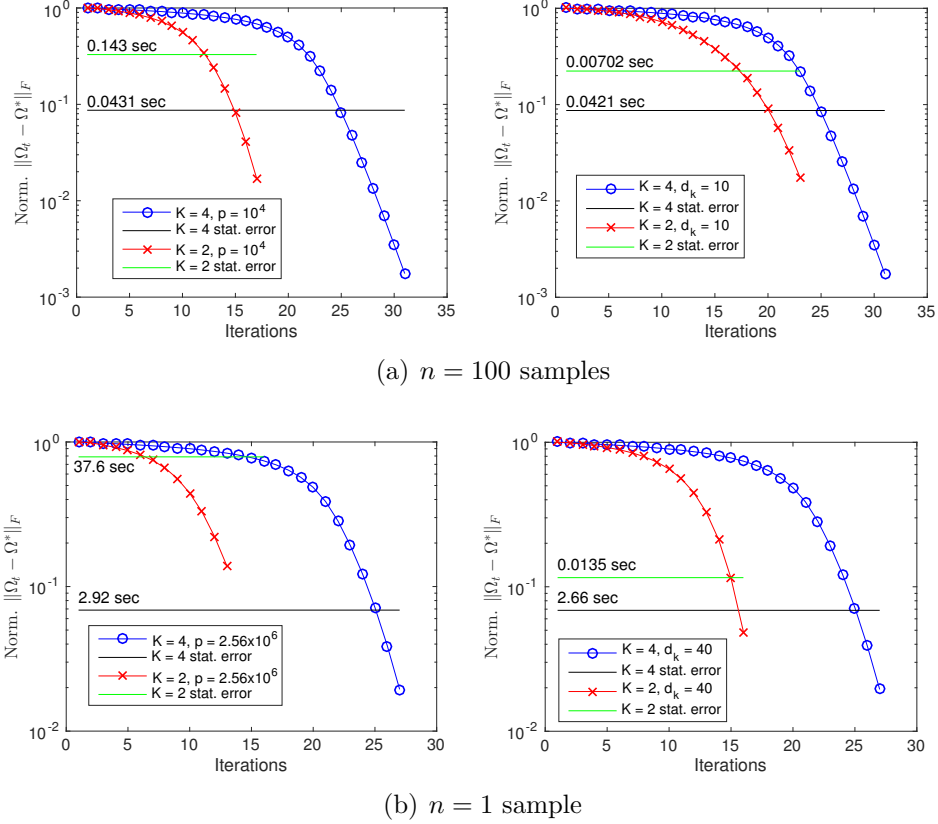 Norm. ||Ω_t − Ω*||_F
10^0
10^-1
10^-2
10^-3
0.143 sec
0.0431 sec
K = 4, p = 10^4
K = 4 stat. error
K = 2, p = 10^4
K = 2 stat. error
0 5 10 15 20 25 30 35
Iterations
Norm. ||Ω_t − Ω*||_F
10^0
10^-1
10^-2
10^-3
0.00702 sec
0.0421 sec
K = 4, d_k = 10
K = 4 stat. error
K = 2, d_k = 10
K = 2 stat. error
0 5 10 15 20 25 30 35
Iterations
(a) n = 100 samples
Norm. ||Ω_t − Ω*||_F
10^0
10^-1
10^-2
37.6 sec
2.92 sec
K = 4, p = 2.56x10^6
K = 4 stat. error
K = 2, p = 2.56x10^6
K = 2 stat. error
0 5 10 15 20 25 30
Iterations
Norm. ||Ω_t − Ω*||_F
10^0
10^-1
10^-2
0.0135 sec
2.66 sec
K = 4, d_k = 40
K = 4 stat. error
K = 2, d_k = 40
K = 2 stat. error
0 5 10 15 20 25 30
Iterations
(b) n = 1 sample